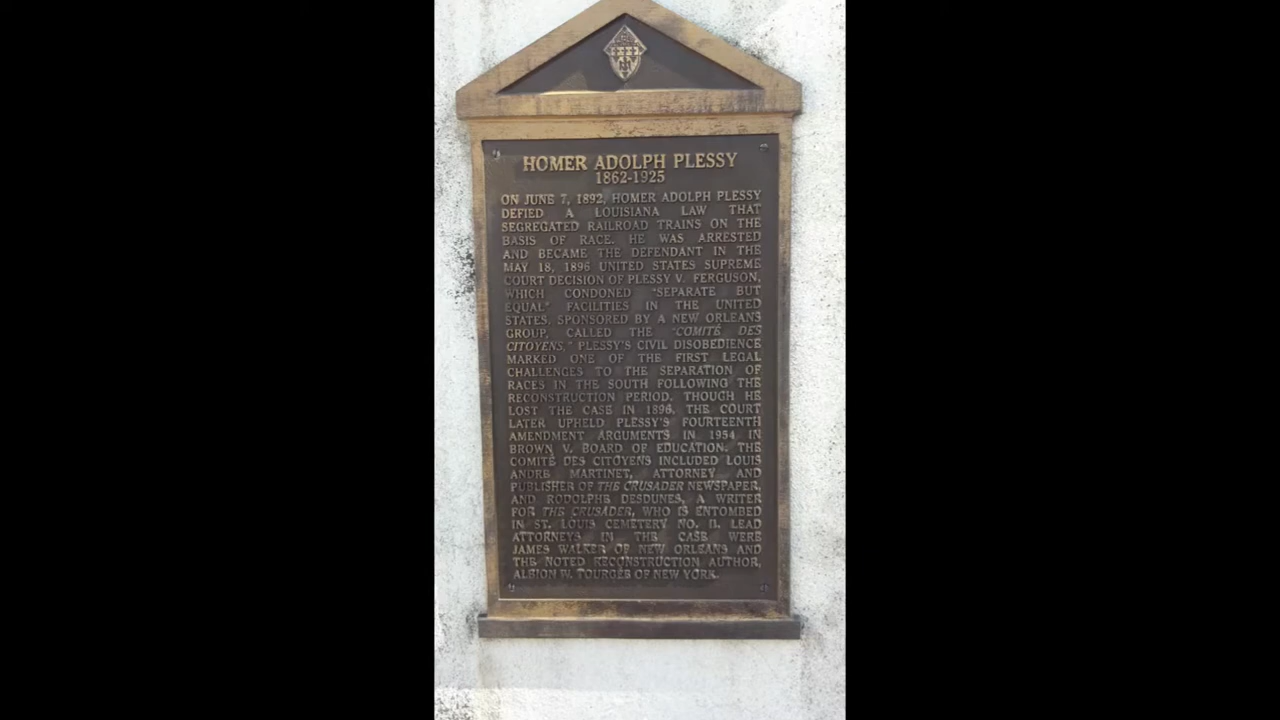 HOMER ADOLPH PLESSY
1862-1925
ON JUNE 7, 1892, HOMER ADOLPH PLESSY
DEFIED A LOUISIANA LAW THAT
SEGREGATED RAILROAD TRAINS ON THE
BASIS OF RACE. HE WAS ARRESTED
AND BECAME THE DEFENDANT IN THE
MAY 18, 1896 UNITED STATES SUPREME
COURT DECISION OF PLESSY V. FERGUSON,
WHICH CONDONED "SEPARATE BUT
EQUAL" FACILITIES IN THE UNITED
STATES. SPONSORED BY A NEW ORLEANS
GROUP, CALLED THE "COMITÉ DES
CITOYENS," PLESSY'S CIVIL DISOBEDIENCE
MARKED ONE OF THE FIRST LEGAL
CHALLENGES TO THE SEPARATION OF
RACES IN THE SOUTH FOLLOWING THE
RECONSTRUCTION PERIOD. THOUGH HE
LOST THE CASE IN 1896, THE COURT
LATER UPHELD PLESSY'S FOURTEENTH
AMENDMENT ARGUMENTS IN 1954 IN
BROWN V. BOARD OF EDUCATION. THE
COMITÉ DES CITOYENS INCLUDED LOUIS
ANDRE MARTINET, ATTORNEY AND
PUBLISHER OF THE CRUSADER NEWSPAPER,
AND RODOLPHE DESDUNES, A WRITER
FOR THE CRUSADER, WHO IS ENTOMBED
IN ST. LOUIS CEMETERY NO. II. LEAD
ATTORNEYS IN THE CASE WERE
JAMES WALKER OF NEW ORLEANS AND
THE NOTED RECONSTRUCTION AUTHOR,
ALBION W. TOURGÉE OF NEW YORK.